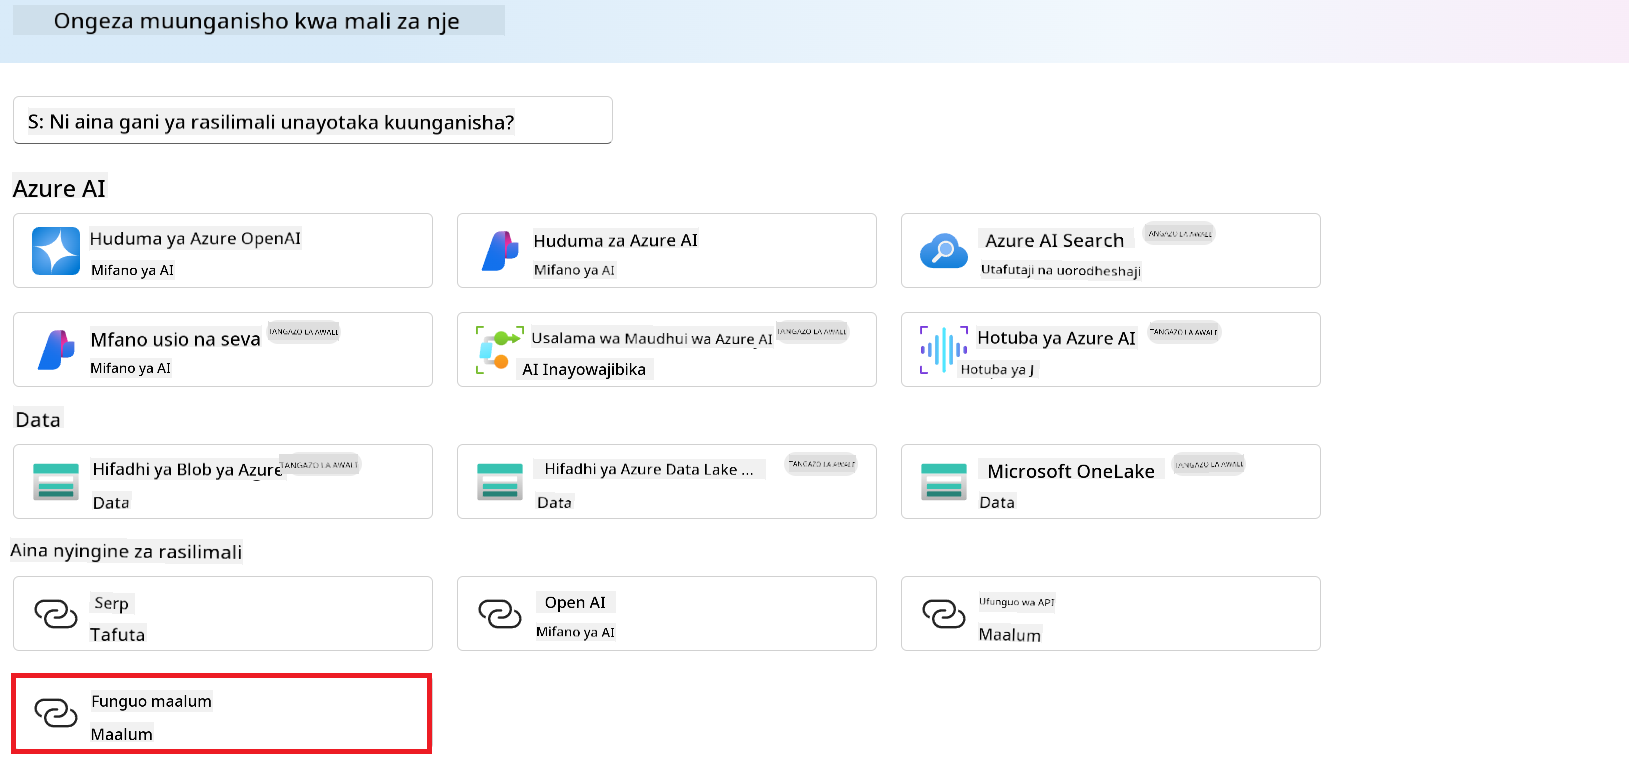 Ongeza muunganisho kwa mali za nje
S: Ni aina gani ya rasilimali unayotaka kuunganisha?
Azure AI
Huduma ya Azure OpenAI
Mifano ya AI
Huduma za Azure AI
Mifano ya AI
Azure AI Search
TANGAZO LA AWALI
Utafutaji na uorodheshaji
Mfano usio na seva
TANGAZO LA AWALI
Mifano ya AI
Usalama wa Maudhui wa Azure AI
TANGAZO LA AWALI
AI Inayowajibika
Hotuba ya Azure AI
TANGAZO LA AWALI
Hotuba ya
Data
Hifadhi ya Blob ya Azure
TANGAZO LA AWALI
Data
Hifadhi ya Azure Data Lake ...
TANGAZO LA AWALI
Data
Microsoft OneLake
TANGAZO LA AWALI
Data
Aina nyingine za rasilimali
Serp
Tafuta
Open AI
Mifano ya AI
Ufunguo wa API
Maalum
Funguo maalum
Maalum